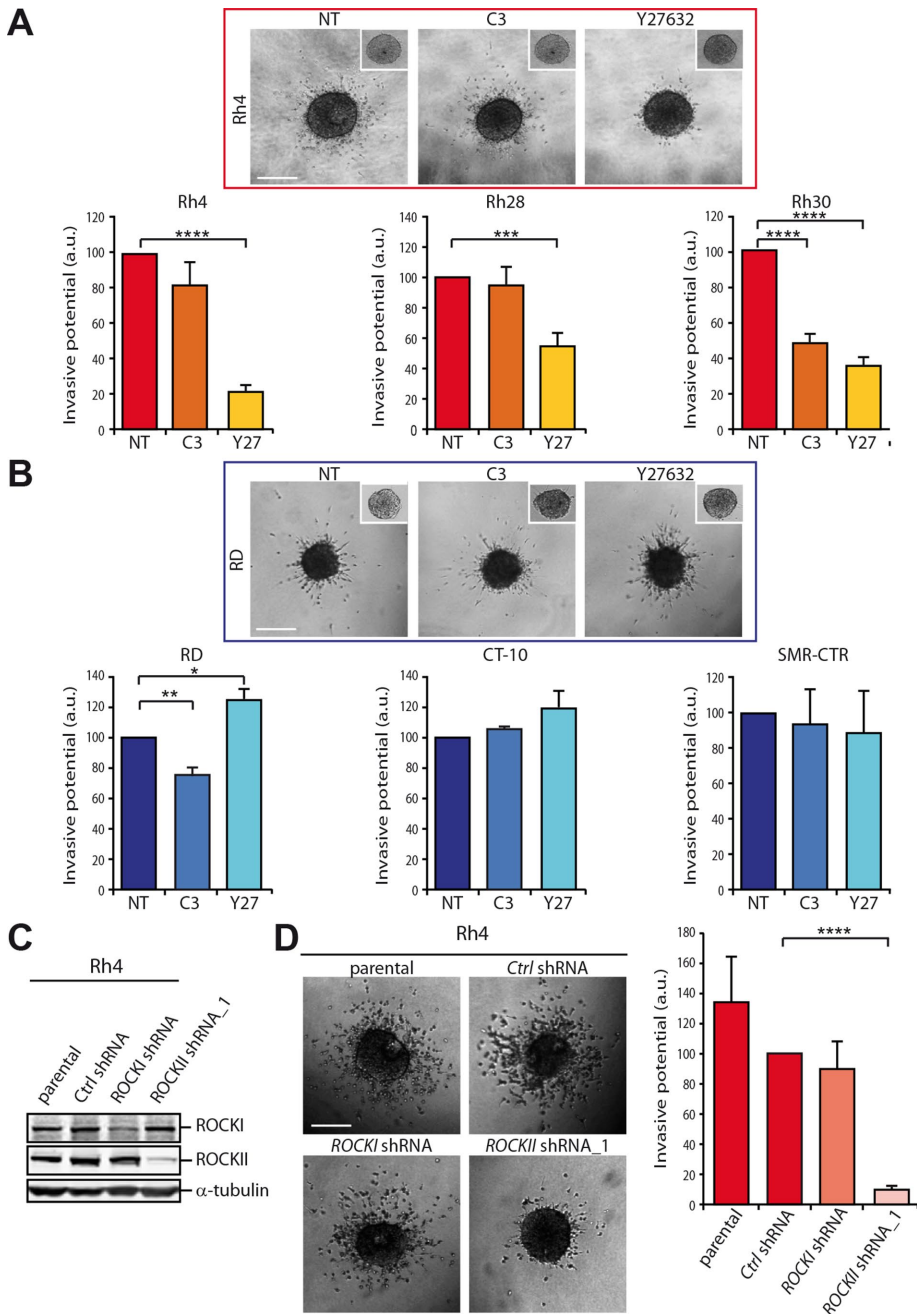 A
NT C3 Y27632
Rh4
Rh4 Rh28 Rh30
Invasive potential (a.u.)
120
100
80
60
40
20
0
****
NT C3 Y27
Invasive potential (a.u.)
140
120
100
80
60
40
20
0
***
NT C3 Y27
Invasive potential (a.u.)
120
100
80
60
40
20
0
****
****
NT C3 Y27
B
NT C3 Y27632
RD
RD CT-10 SMR-CTR
Invasive potential (a.u.)
140
120
100
80
60
40
20
0
*
**
NT C3 Y27
Invasive potential (a.u.)
140
120
100
80
60
40
20
0
NT C3 Y27
Invasive potential (a.u.)
120
100
80
60
40
20
0
NT C3 Y27
C
Rh4
parental
Ctrl shRNA
ROCKI shRNA
ROCKII shRNA_1
ROCKI
ROCKII
α-tubulin
D
Rh4
parental Ctrl shRNA
ROCKI shRNA ROCKII shRNA_1
Invasive potential (a.u.)
180
160
140
120
100
80
60
40
20
0
****
parental
Ctrl shRNA
ROCKI shRNA
ROCKII shRNA_1